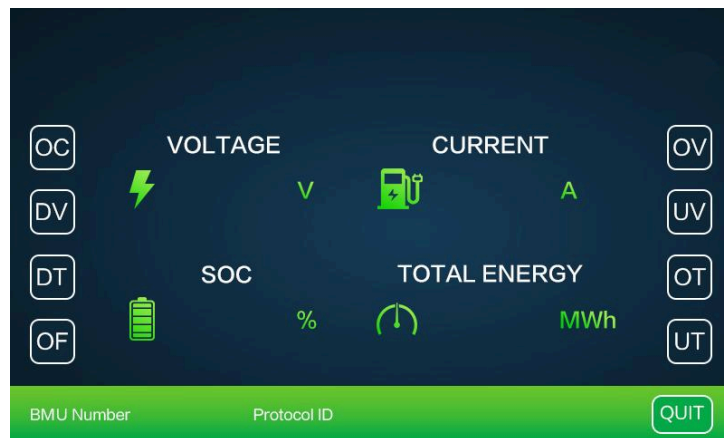 OC
VOLTAGE
CURRENT
OV
V
A
DV
UV
DT
SOC
TOTAL ENERGY
OT
%
MWh
OF
UT
BMU Number
Protocol ID
QUIT